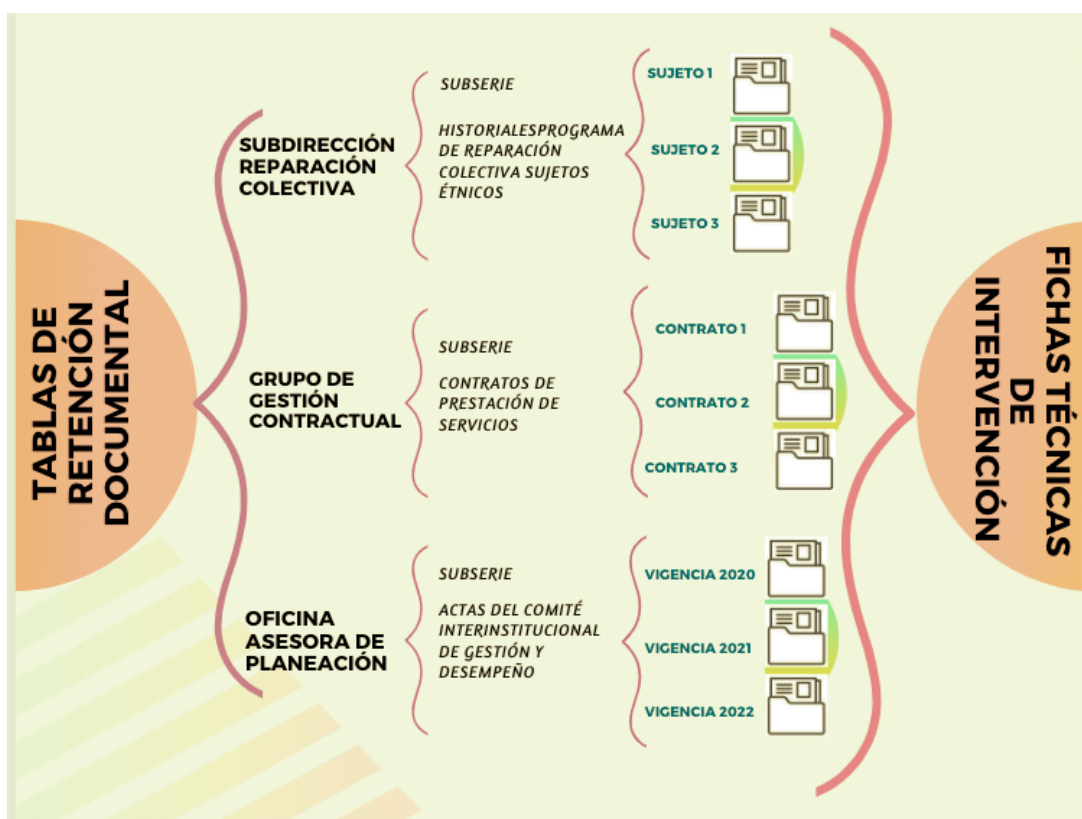 TABLAS DE
RETENCIÓN
DOCUMENTAL
SUBDIRECCIÓN
REPARACIÓN
COLECTIVA
SUBSERIE
HISTORIALESPROGRAMA
DE REPARACIÓN
COLECTIVA SUJETOS
ÉTNICOS
SUJETO 1
SUJETO 2
SUJETO 3
GRUPO DE
GESTIÓN
CONTRACTUAL
SUBSERIE
CONTRATOS DE
PRESTACIÓN DE
SERVICIOS
CONTRATO 1
CONTRATO 2
CONTRATO 3
OFICINA
ASESORA DE
PLANEACIÓN
SUBSERIE
ACTAS DEL COMITÉ
INTERINSTITUCIONAL
DE GESTIÓN Y
DESEMPEÑO
VIGENCIA 2020
VIGENCIA 2021
VIGENCIA 2022
FICHAS TÉCNICAS
DE
INTERVENCIÓN